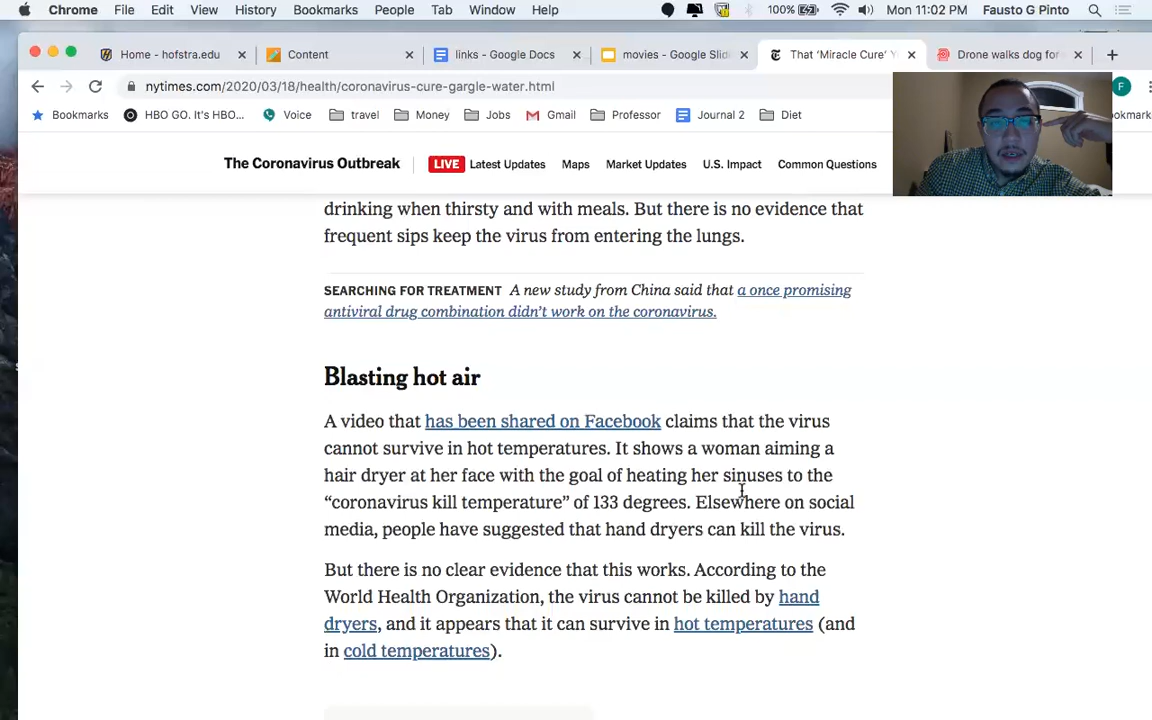 Chrome File Edit View History Bookmarks People Tab Window Help 100% Mon 11:02 PM Fausto G Pinto
Home - hofstra.edu Content links - Google Docs movies - Google Slid That ‘Miracle Cure’ Y Drone walks dog for
nytimes.com/2020/03/18/health/coronavirus-cure-gargle-water.html F
Bookmarks HBO GO. It's HBO... Voice travel Money Jobs Gmail Professor Journal 2 Diet
The Coronavirus Outbreak LIVE Latest Updates Maps Market Updates U.S. Impact Common Questions
drinking when thirsty and with meals. But there is no evidence that
frequent sips keep the virus from entering the lungs.
SEARCHING FOR TREATMENT A new study from China said that a once promising
antiviral drug combination didn’t work on the coronavirus.
Blasting hot air
A video that has been shared on Facebook claims that the virus
cannot survive in hot temperatures. It shows a woman aiming a
hair dryer at her face with the goal of heating her sinuses to the
“coronavirus kill temperature” of 133 degrees. Elsewhere on social
media, people have suggested that hand dryers can kill the virus.
But there is no clear evidence that this works. According to the
World Health Organization, the virus cannot be killed by hand
dryers, and it appears that it can survive in hot temperatures (and
in cold temperatures).